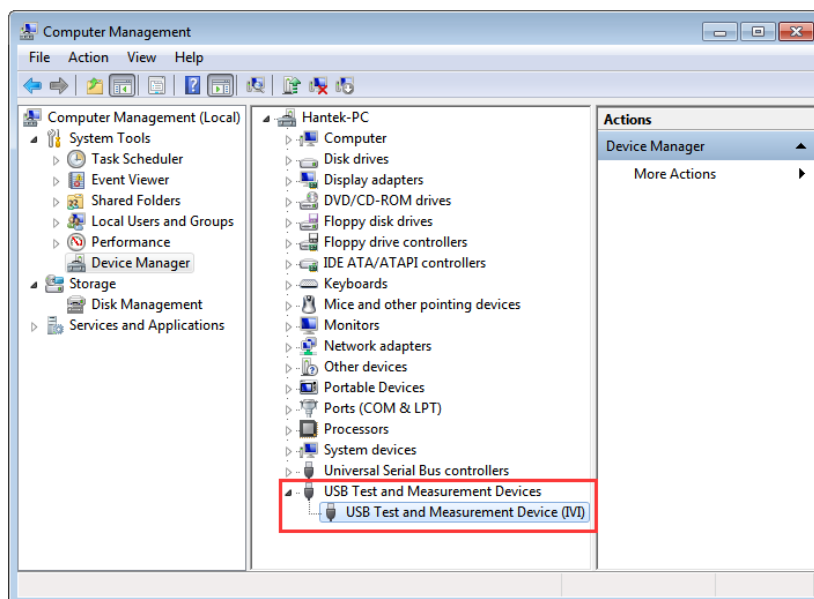 Computer Management
File Action View Help
Computer Management (Local)
System Tools
Task Scheduler
Event Viewer
Shared Folders
Local Users and Groups
Performance
Device Manager
Storage
Disk Management
Services and Applications
Hantek-PC
Computer
Disk drives
Display adapters
DVD/CD-ROM drives
Floppy disk drives
Floppy drive controllers
IDE ATA/ATAPI controllers
Keyboards
Mice and other pointing devices
Monitors
Network adapters
Other devices
Portable Devices
Ports (COM & LPT)
Processors
System devices
Universal Serial Bus controllers
USB Test and Measurement Devices
USB Test and Measurement Device (IVI)
Actions
Device Manager
More Actions